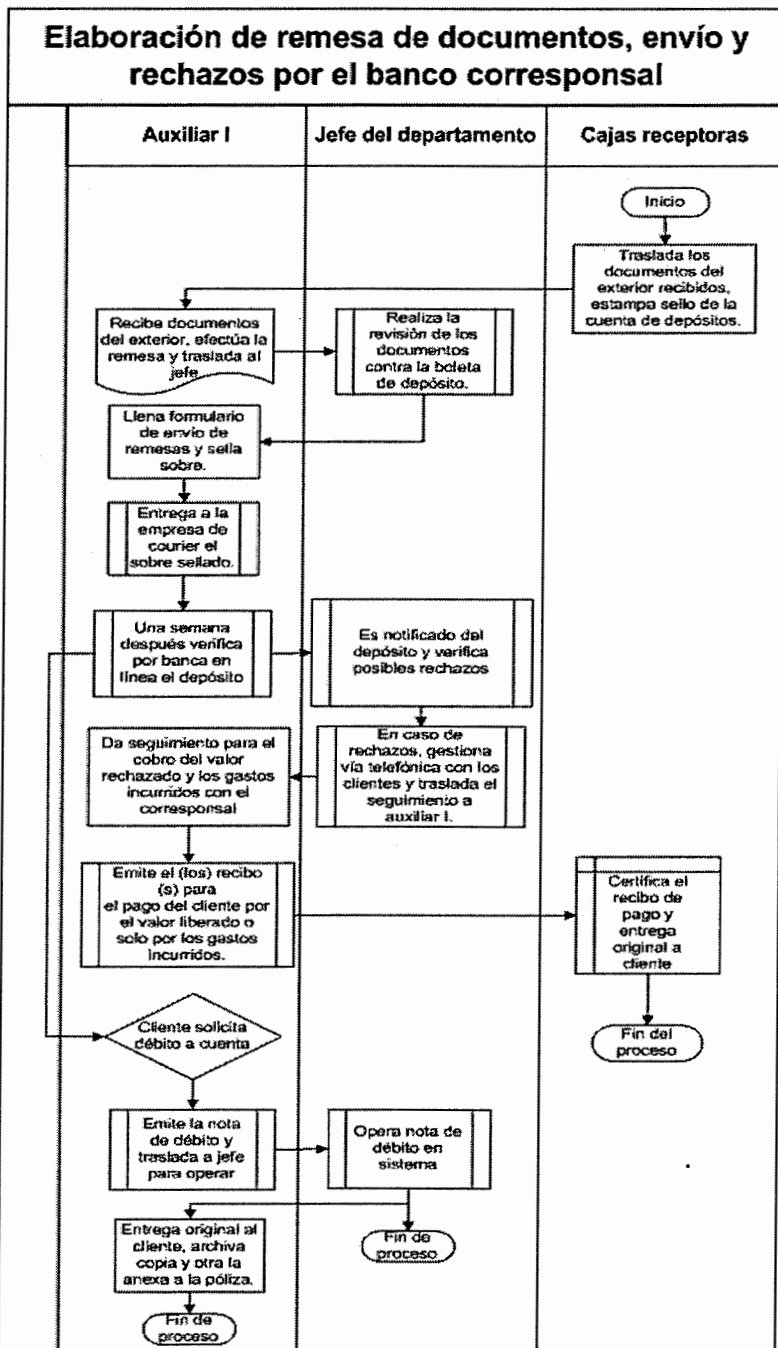 Elaboración de remesa de documentos, envío y
rechazos por el banco corresponsal
Auxiliar I
Jefe del departamento
Cajas receptoras
Inicio
Traslada los
documentos del
exterior recibidos,
estampa sello de la
cuenta de depósitos.
Recibe documentos
del exterior, efectúa la
remesa y traslada al
jefe
Realiza la
revisión de los
documentos
contra la boleta
de depósito.
Llena formulario
de envío de
remesas y sella
sobre.
Entrega a la
empresa de
courier el
sobre sellado.
Una semana
después verifica
por banca en
línea el depósito
Es notificado del
depósito y verifica
posibles rechazos
Da seguimiento para el
cobro del valor
rechazado y los gastos
incurridos con el
corresponsal
En caso de
rechazos, gestiona
vía telefónica con los
clientes y traslada el
seguimiento a
auxiliar I.
Emite el (los) recibo
(s) para
el pago del cliente por
el valor liberado o
solo por los gastos
incurridos.
Certifica el
recibo de
pago y
entrega
original a
cliente
Fin del
proceso
Cliente solicita
débito a cuenta
Emite la nota
de débito y
traslada a jefe
para operar
Opera nota de
débito en
sistema
Entrega original al
cliente, archiva
copia y otra la
anexa a la póliza.
Fin de
proceso
Fin de
proceso